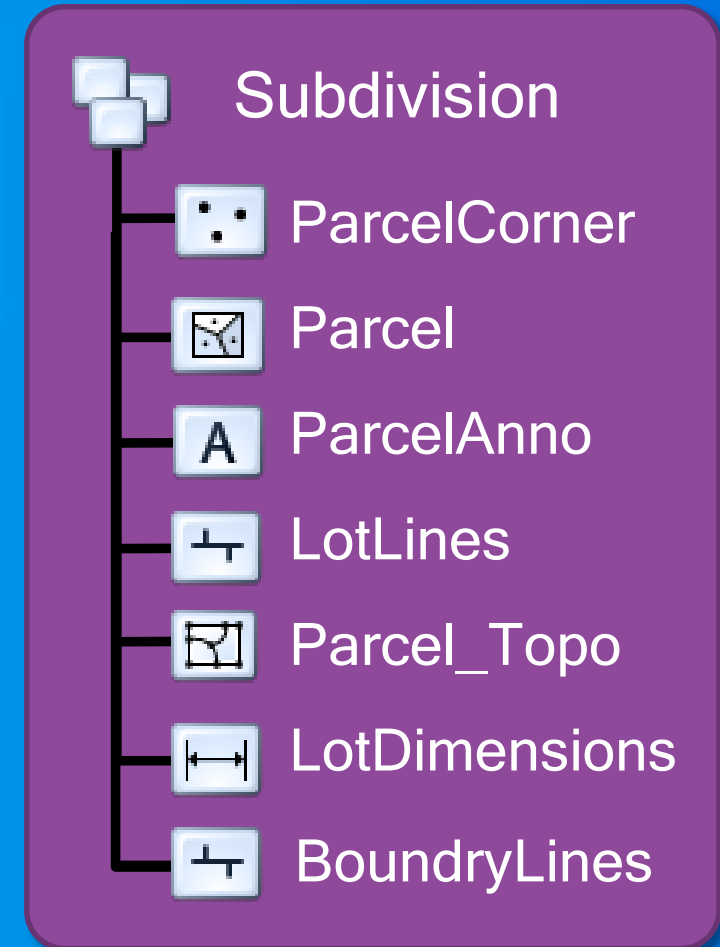 Subdivision
ParcelCorner
Parcel
A ParcelAnno
LotLines
Parcel_Topo
LotDimensions
BoundryLines